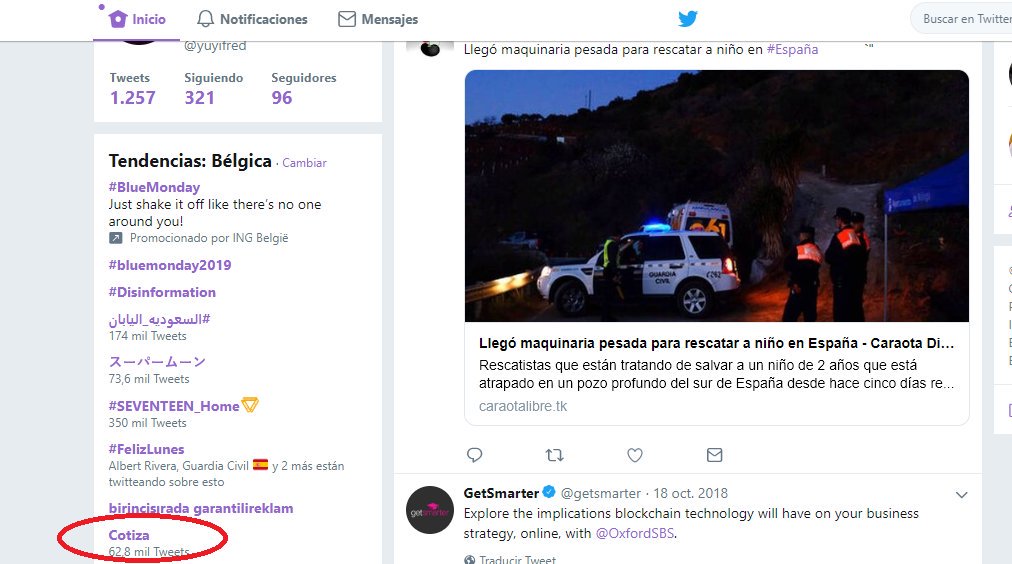 Inicio
Notificaciones
Mensajes
Buscar en Twitter
@yuyifred
Tweets Siguiendo Seguidores
1.257 321 96
Tendencias: Bélgica · Cambiar
#BlueMonday
Just shake it off like there's no one
around you!
Promocionado por ING België
#bluemonday2019
#Disinformation
#السعوديه_اليابان
174 mil Tweets
スーパームーン
73,6 mil Tweets
#SEVENTEEN_Home
350 mil Tweets
#FelizLunes
Albert Rivera, Guardia Civil 🇪🇸 y 2 más están
twitteando sobre esto
birincisırada garantilireklam
Cotiza
62,8 mil Tweets
Llegó maquinaria pesada para rescatar a niño en #España
GUARDIA
CIVIL
Llegó maquinaria pesada para rescatar a niño en España - Caraota Di...
Rescatistas que están tratando de salvar a un niño de 2 años que está
atrapado en un pozo profundo del sur de España desde hace cinco días re...
caraotalibre.tk
getsmarter
GetSmarter @getsmarter · 18 oct. 2018
Explore the implications blockchain technology will have on your business
strategy, online, with @OxfordSBS.
Traducir Tweet